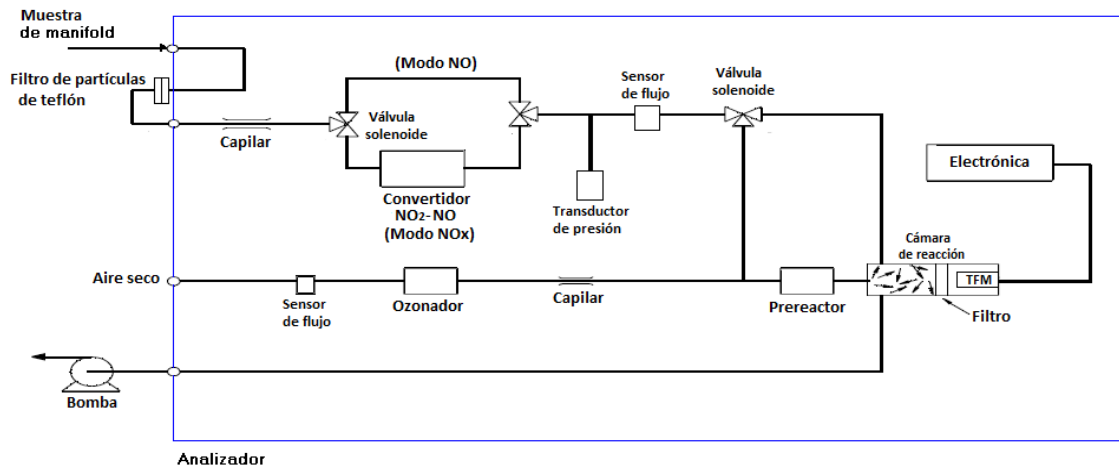 Muestra
de manifold
Filtro de partículas
de teflón
(Modo NO)
Capilar
Válvula
solenoide
Convertidor
NO₂-NO
(Modo NOx)
Sensor
de flujo
Válvula
solenoide
Transductor
de presión
Electrónica
Cámara
de reacción
Aire seco
Sensor
de flujo
Ozonador
Capilar
Prereactor
TFM
Filtro
Bomba
Analizador